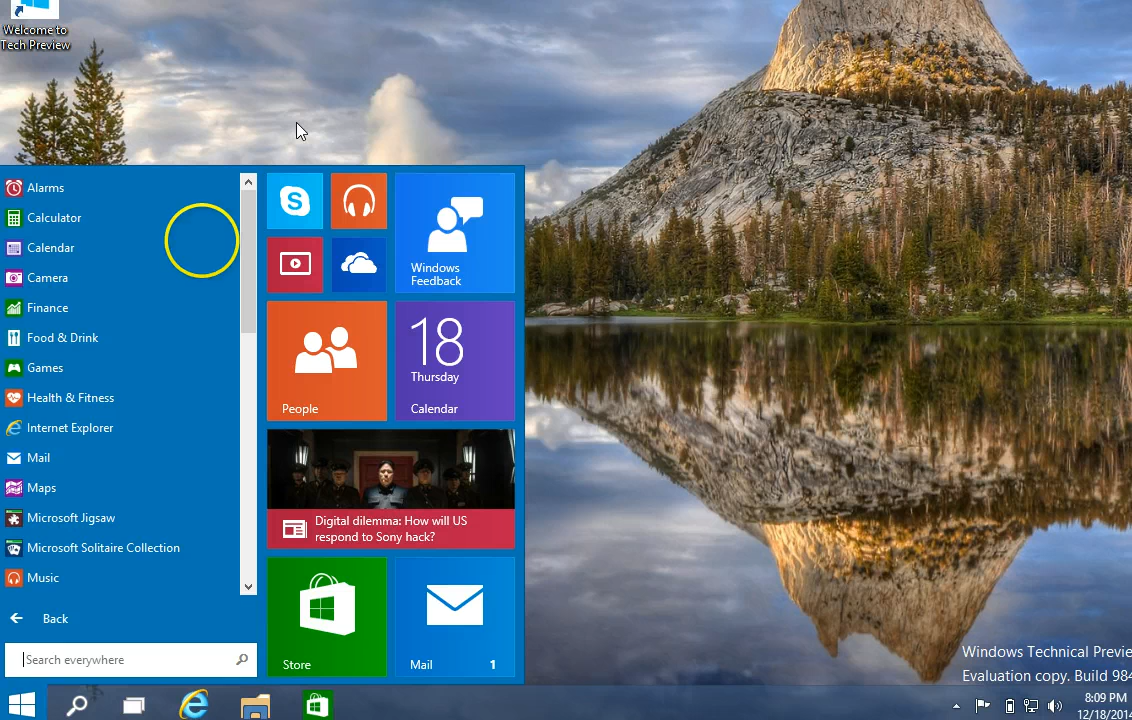 Welcome to
Tech Preview
Alarms
Calculator
Calendar
Camera
Finance
Food & Drink
Games
Health & Fitness
Internet Explorer
Mail
Maps
Microsoft Jigsaw
Microsoft Solitaire Collection
Music
Back
Search everywhere
Windows
Feedback
People
18
Thursday
Calendar
Digital dilemma: How will US
respond to Sony hack?
Store
Mail 1
Windows Technical Previe
Evaluation copy. Build 984
8:09 PM
12/18/2014